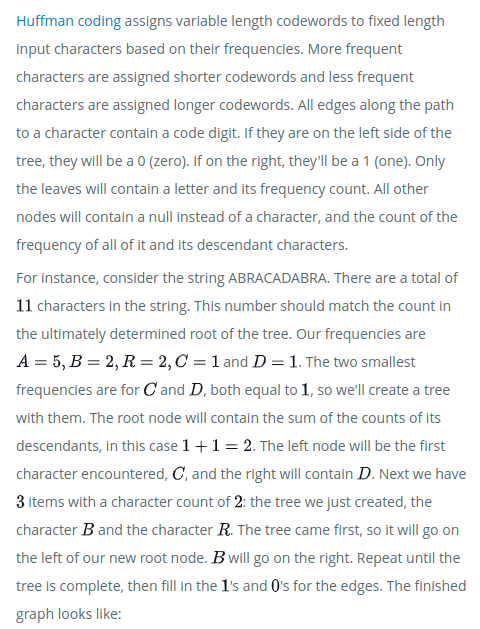 Huffman coding assigns variable length codewords to fixed length
input characters based on their frequencies. More frequent
characters are assigned shorter codewords and less frequent
characters are assigned longer codewords. All edges along the path
to a character contain a code digit. If they are on the left side of the
tree, they will be a 0 (zero). If on the right, they'll be a 1 (one). Only
the leaves will contain a letter and its frequency count. All other
nodes will contain a null instead of a character, and the count of the
frequency of all of it and its descendant characters.
For instance, consider the string ABRACADABRA. There are a total of
11 characters in the string. This number should match the count in
the ultimately determined root of the tree. Our frequencies are
A = 5, B = 2, R = 2, C = 1 and D = 1. The two smallest
frequencies are for C and D, both equal to 1, so we'll create a tree
with them. The root node will contain the sum of the counts of its
descendants, in this case 1 + 1 = 2. The left node will be the first
character encountered, C, and the right will contain D. Next we have
3 items with a character count of 2: the tree we just created, the
character B and the character R. The tree came first, so it will go on
the left of our new root node. B will go on the right. Repeat until the
tree is complete, then fill in the 1's and 0's for the edges. The finished
graph looks like: